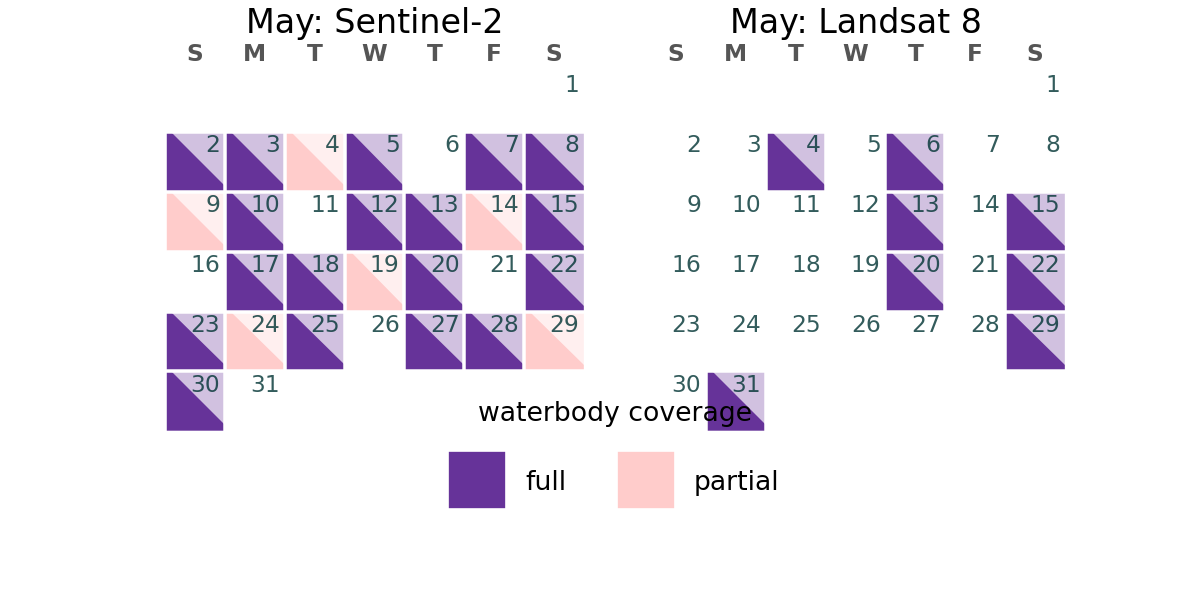 May: Sentinel-2
S M T W T F S
1
2 3 4 5 6 7 8
9 10 11 12 13 14 15
16 17 18 19 20 21 22
23 24 25 26 27 28 29
30 31
May: Landsat 8
S M T W T F S
1
2 3 4 5 6 7 8
9 10 11 12 13 14 15
16 17 18 19 20 21 22
23 24 25 26 27 28 29
30 31
waterbody coverage
full partial